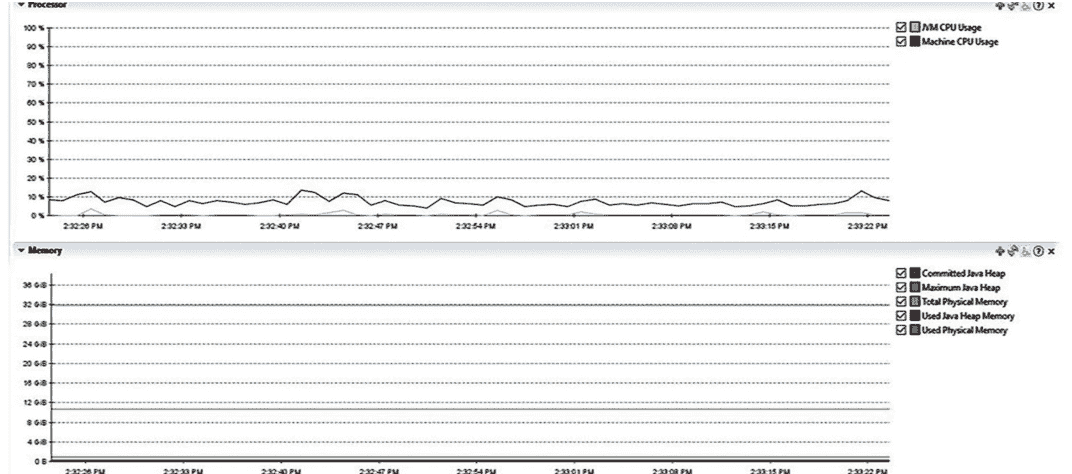 Processor
100 %
90 %
80 %
70 %
60 %
50 %
40 %
30 %
20 %
10 %
0 %
2:32:26 PM 2:32:33 PM 2:32:40 PM 2:32:47 PM 2:32:54 PM 2:33:01 PM 2:33:08 PM 2:33:15 PM 2:33:22 PM
JVM CPU Usage
Machine CPU Usage
Memory
36 GiB
32 GiB
28 GiB
24 GiB
20 GiB
16 GiB
12 GiB
8 GiB
4 GiB
0 B
2:32:26 PM 2:32:33 PM 2:32:40 PM 2:32:47 PM 2:32:54 PM 2:33:01 PM 2:33:08 PM 2:33:15 PM 2:33:22 PM
Committed Java Heap
Maximum Java Heap
Total Physical Memory
Used Java Heap Memory
Used Physical Memory